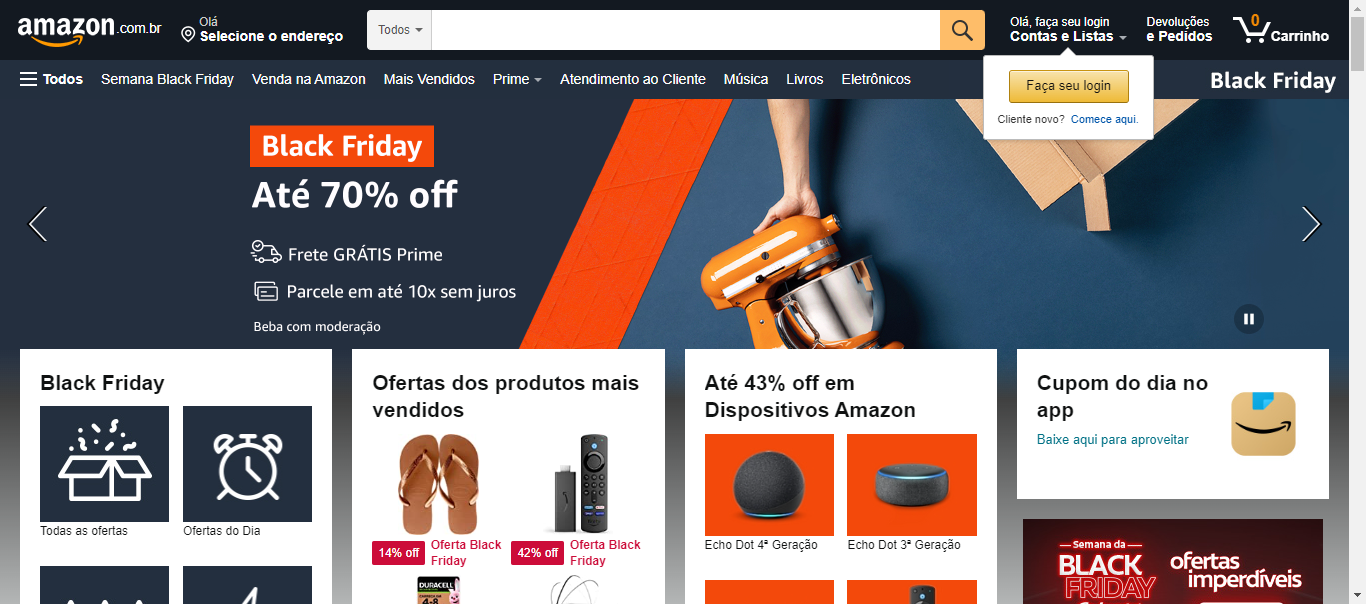 amazon.com.br
Olá
Selecione o endereço
Todos
Olá, faça seu login
Contas e Listas
Devoluções
e Pedidos
0
Carrinho
Todos
Semana Black Friday
Venda na Amazon
Mais Vendidos
Prime
Atendimento ao Cliente
Música
Livros
Eletrônicos
Black Friday
Faça seu login
Cliente novo? Comece aqui.
Black Friday
Até 70% off
Frete GRÁTIS Prime
Parcele em até 10x sem juros
Beba com moderação
Black Friday
Todas as ofertas
Ofertas do Dia
Ofertas dos produtos mais
vendidos
14% off
Oferta Black
Friday
42% off
Oferta Black
Friday
DURACELL
4-8
Até 43% off em
Dispositivos Amazon
Echo Dot 4ª Geração
Echo Dot 3ª Geração
Cupom do dia no
app
Baixe aqui para aproveitar
Semana da
BLACK
FRIDAY
ofertas
imperdíveis